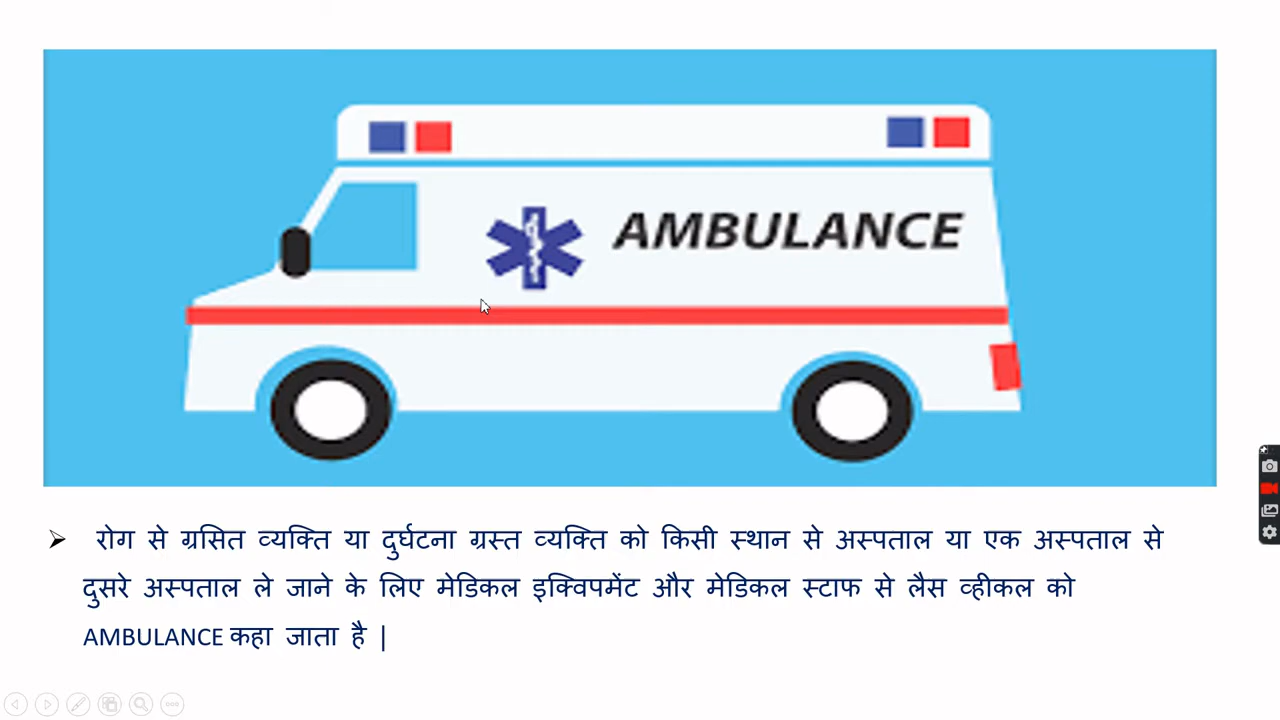 AMBULANCE
➢ रोग से ग्रसित व्यक्ति या दुर्घटना ग्रस्त व्यक्ति को किसी स्थान से अस्पताल या एक अस्पताल से
दुसरे अस्पताल ले जाने के लिए मेडिकल इक्विपमेंट और मेडिकल स्टाफ से लैस व्हीकल को
AMBULANCE कहा जाता है |